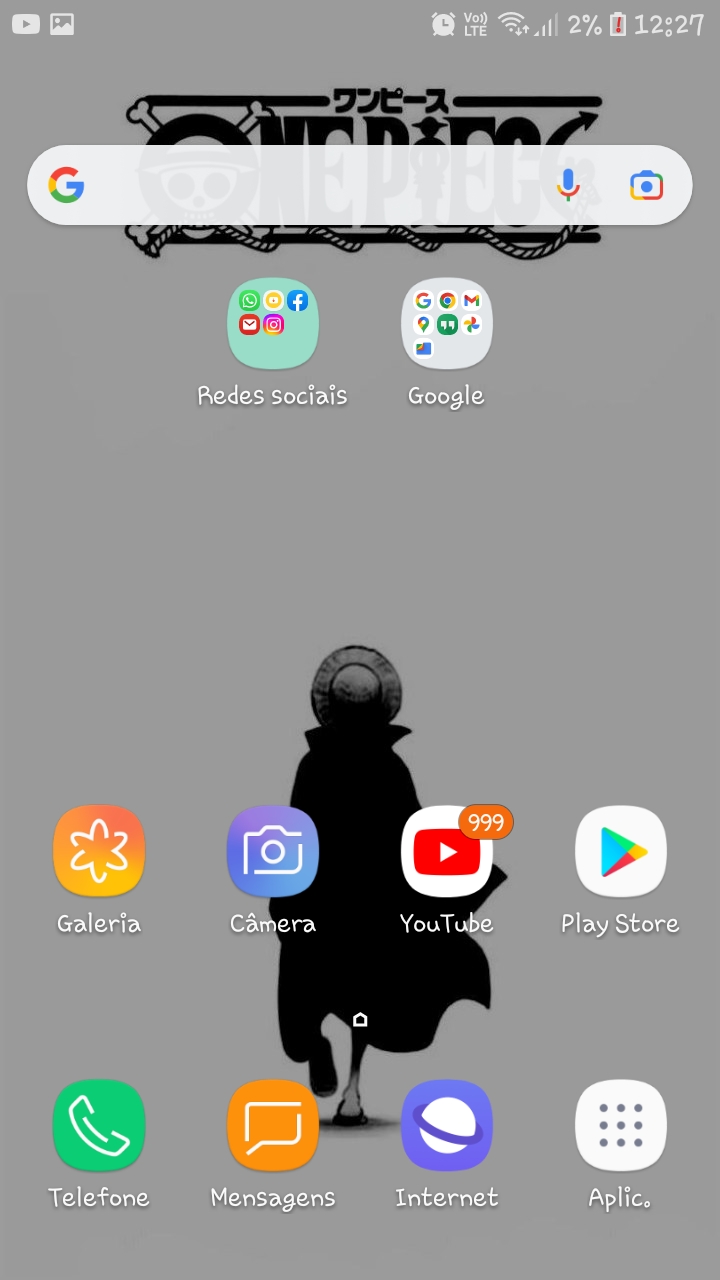 Vo)) LTE 2% 12:27
ワンピース
ONE PIECE
Redes sociais Google
999
Galeria Câmera YouTube Play Store
Telefone Mensagens Internet Aplic.